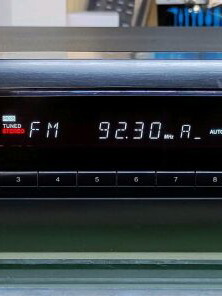 TUNED
STEREO
FM 92.30 MHz A_ AUTO
3 4 5 6 7 8